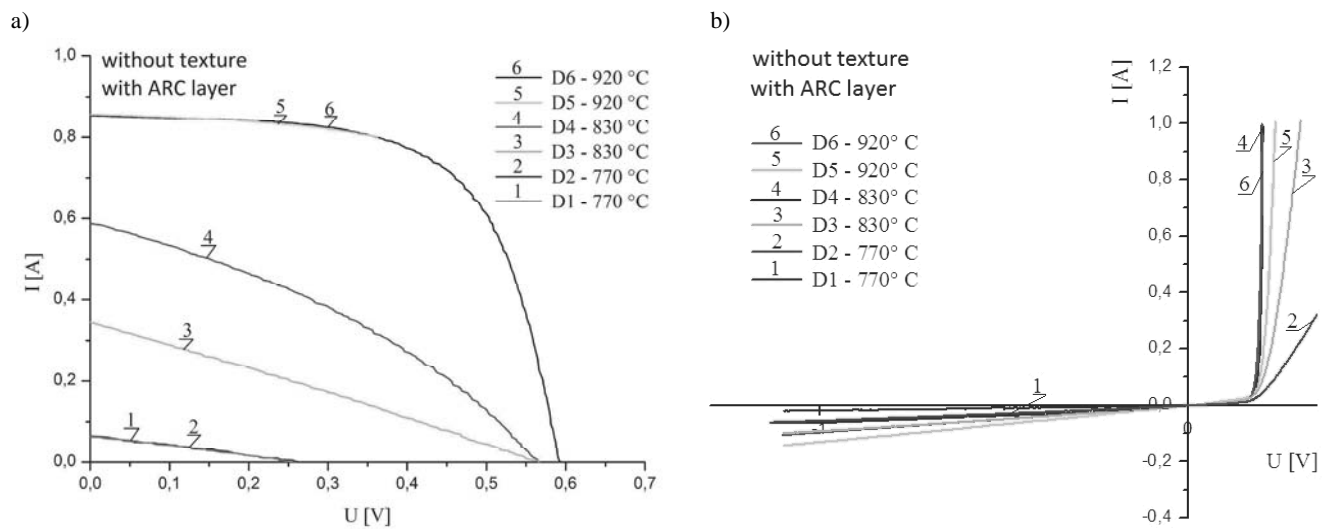 a)
without texture
with ARC layer
6 D6 - 920 °C
5 D5 - 920 °C
4 D4 - 830 °C
3 D3 - 830 °C
2 D2 - 770 °C
1 D1 - 770 °C
1,0
0,8
0,6
0,4
0,2
0,0
I [A]
5
6
4
3
1
2
0,0
0,1
0,2
0,3
0,4
0,5
0,6
0,7
U [V]
b)
without texture
with ARC layer
6 D6 - 920° C
5 D5 - 920° C
4 D4 - 830° C
3 D3 - 830° C
2 D2 - 770° C
1 D1 - 770° C
I [A]
1,2
1,0
0,8
0,6
0,4
0,2
0,0
-0,2
-0,4
4
5
6
3
2
1
-1
0
U [V]